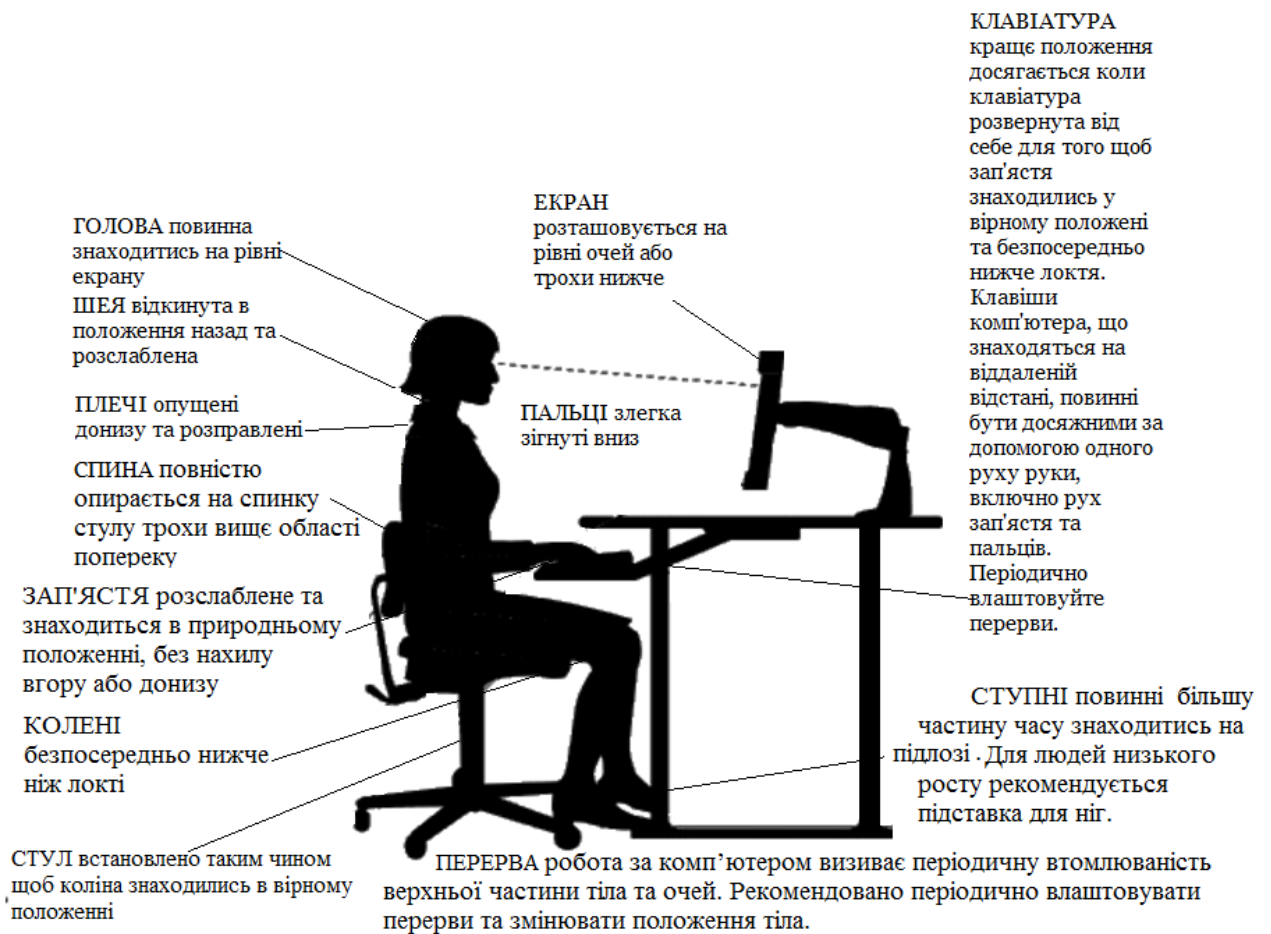 ГОЛОВА повинна
знаходитись на рівні
екрану
ШЕЯ відкинута в
положення назад та
розслаблена
ПЛЕЧІ опущені
донизу та розправлені
СПИНА повністю
опирається на спинку
стулу трохи вищє області
попереку
ЗАП'ЯСТЯ розслаблене та
знаходиться в природньому
положенні, без нахилу
вгору або донизу
КОЛЕНІ
безпосередньо нижче
ніж локті
СТУЛ встановлено таким чином
щоб коліна знаходились в вірному
положенні
ЕКРАН
розташовується на
рівні очей або
трохи нижче
ПАЛЬЦІ злегка
зігнуті вниз
КЛАВІАТУРА
кращє положення
досягається коли
клавіатура
розвернута від
себе для того щоб
зап'ястя
знаходились у
вірному положені
та безпосередньо
нижче локтя.
Клавіши
комп'ютера, що
знаходяться на
віддаленій
відстані, повинні
бути досяжними за
допомогою одного
руху руки,
включно рух
зап'ястя та
пальців.
Періодично
влаштовуйте
перерви.
СТУПНІ повинні більшу
частину часу знаходитись на
підлозі . Для людей низького
росту рекомендується
підставка для ніг.
ПЕРЕРВА робота за комп’ютером визиває періодичну втомлюваність
верхньої частини тіла та очей. Рекомендовано періодично влаштовувати
перерви та змінювати положення тіла.